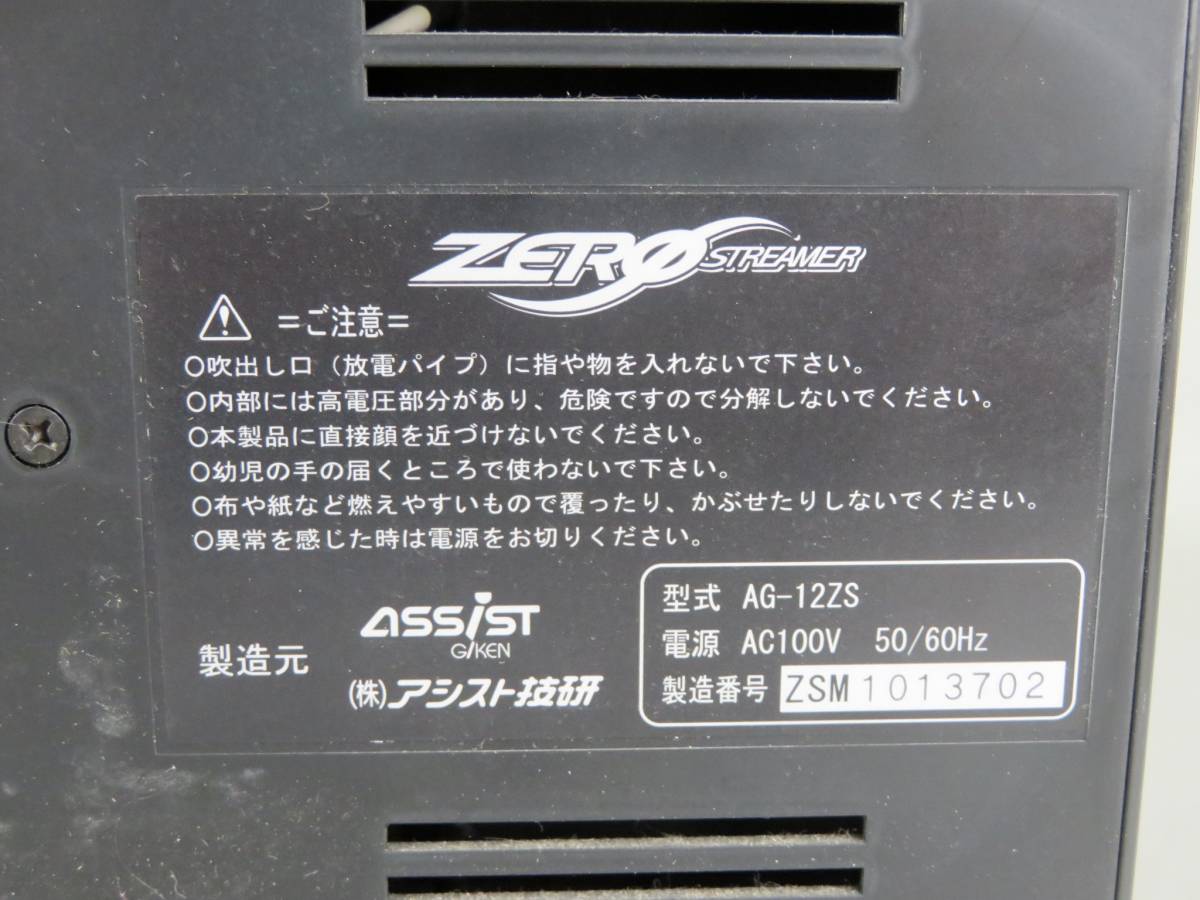 ZERO STREAMER
=ご注意=
○吹出し口(放電パイプ)に指や物を入れないで下さい。
○内部には高電圧部分があり、危険ですので分解しないでください。
○本製品に直接顔を近づけないでください。
○幼児の手の届くところで使わないで下さい。
○布や紙など燃えやすいもので覆ったり、かぶせたりしないでください。
○異常を感じた時は電源をお切りください。
製造元
ASSIST
GIKEN
(株)アシスト技研
型式 AG-12ZS
電源 AC100V 50/60Hz
製造番号 ZSM1013702